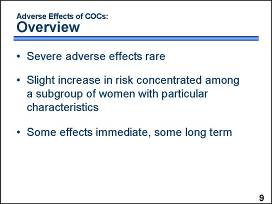 Adverse Effects of COCs:
Overview
• Severe adverse effects rare
• Slight increase in risk concentrated among
a subgroup of women with particular
characteristics
• Some effects immediate, some long term
9